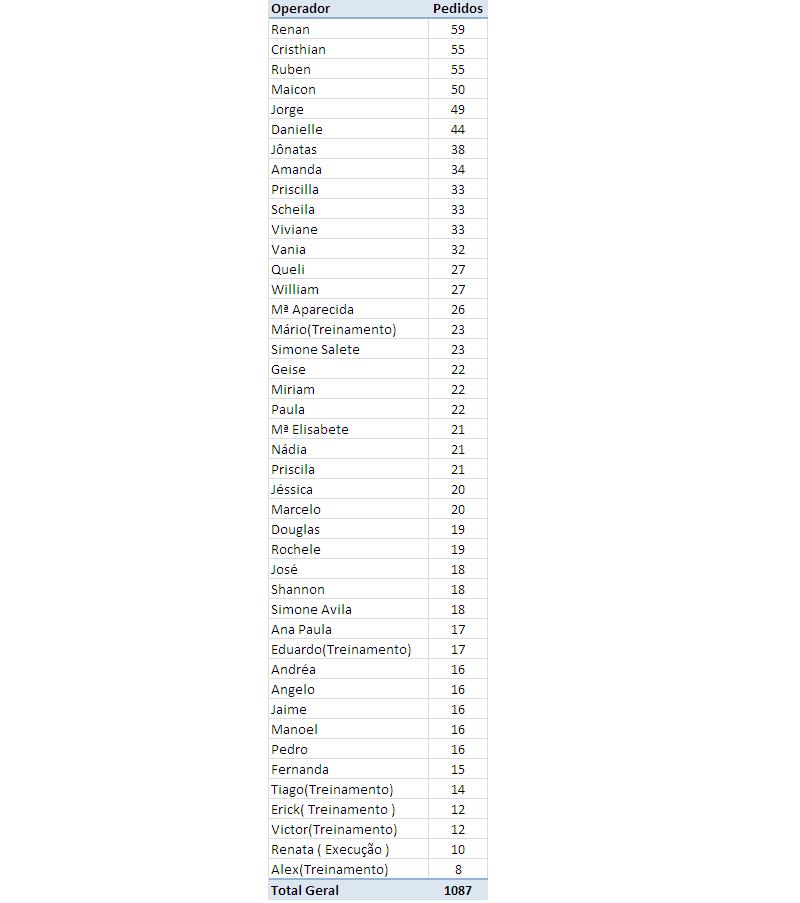 Operador Pedidos
Renan 59
Cristhian 55
Ruben 55
Maicon 50
Jorge 49
Danielle 44
Jônatas 38
Amanda 34
Priscilla 33
Scheila 33
Viviane 33
Vania 32
Queli 27
William 27
Mª Aparecida 26
Mário(Treinamento) 23
Simone Salete 23
Geise 22
Miriam 22
Paula 22
Mª Elisabete 21
Nádia 21
Priscila 21
Jéssica 20
Marcelo 20
Douglas 19
Rochele 19
José 18
Shannon 18
Simone Avila 18
Ana Paula 17
Eduardo(Treinamento) 17
Andréa 16
Angelo 16
Jaime 16
Manoel 16
Pedro 16
Fernanda 15
Tiago(Treinamento) 14
Erick( Treinamento ) 12
Victor(Treinamento) 12
Renata ( Execução ) 10
Alex(Treinamento) 8
Total Geral 1087